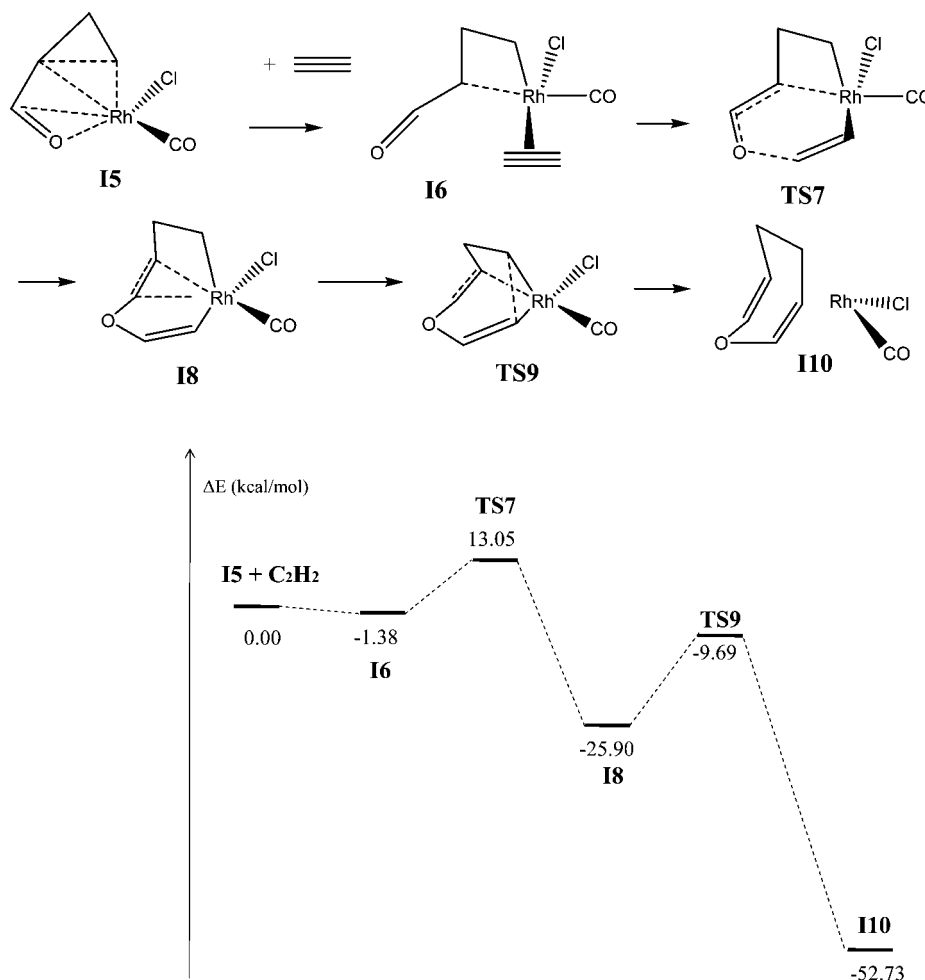 Cl
Rh
O
CO
I5
+
Cl
Rh
CO
O
I6
Cl
Rh
CO
O
TS7
Cl
Rh
CO
O
I8
Cl
Rh
CO
O
TS9
Rh
Cl
CO
O
I10
ΔE (kcal/mol)
TS7
13.05
I5 + C₂H₂
0.00
-1.38
I6
TS9
-9.69
-25.90
I8
I10
-52.73